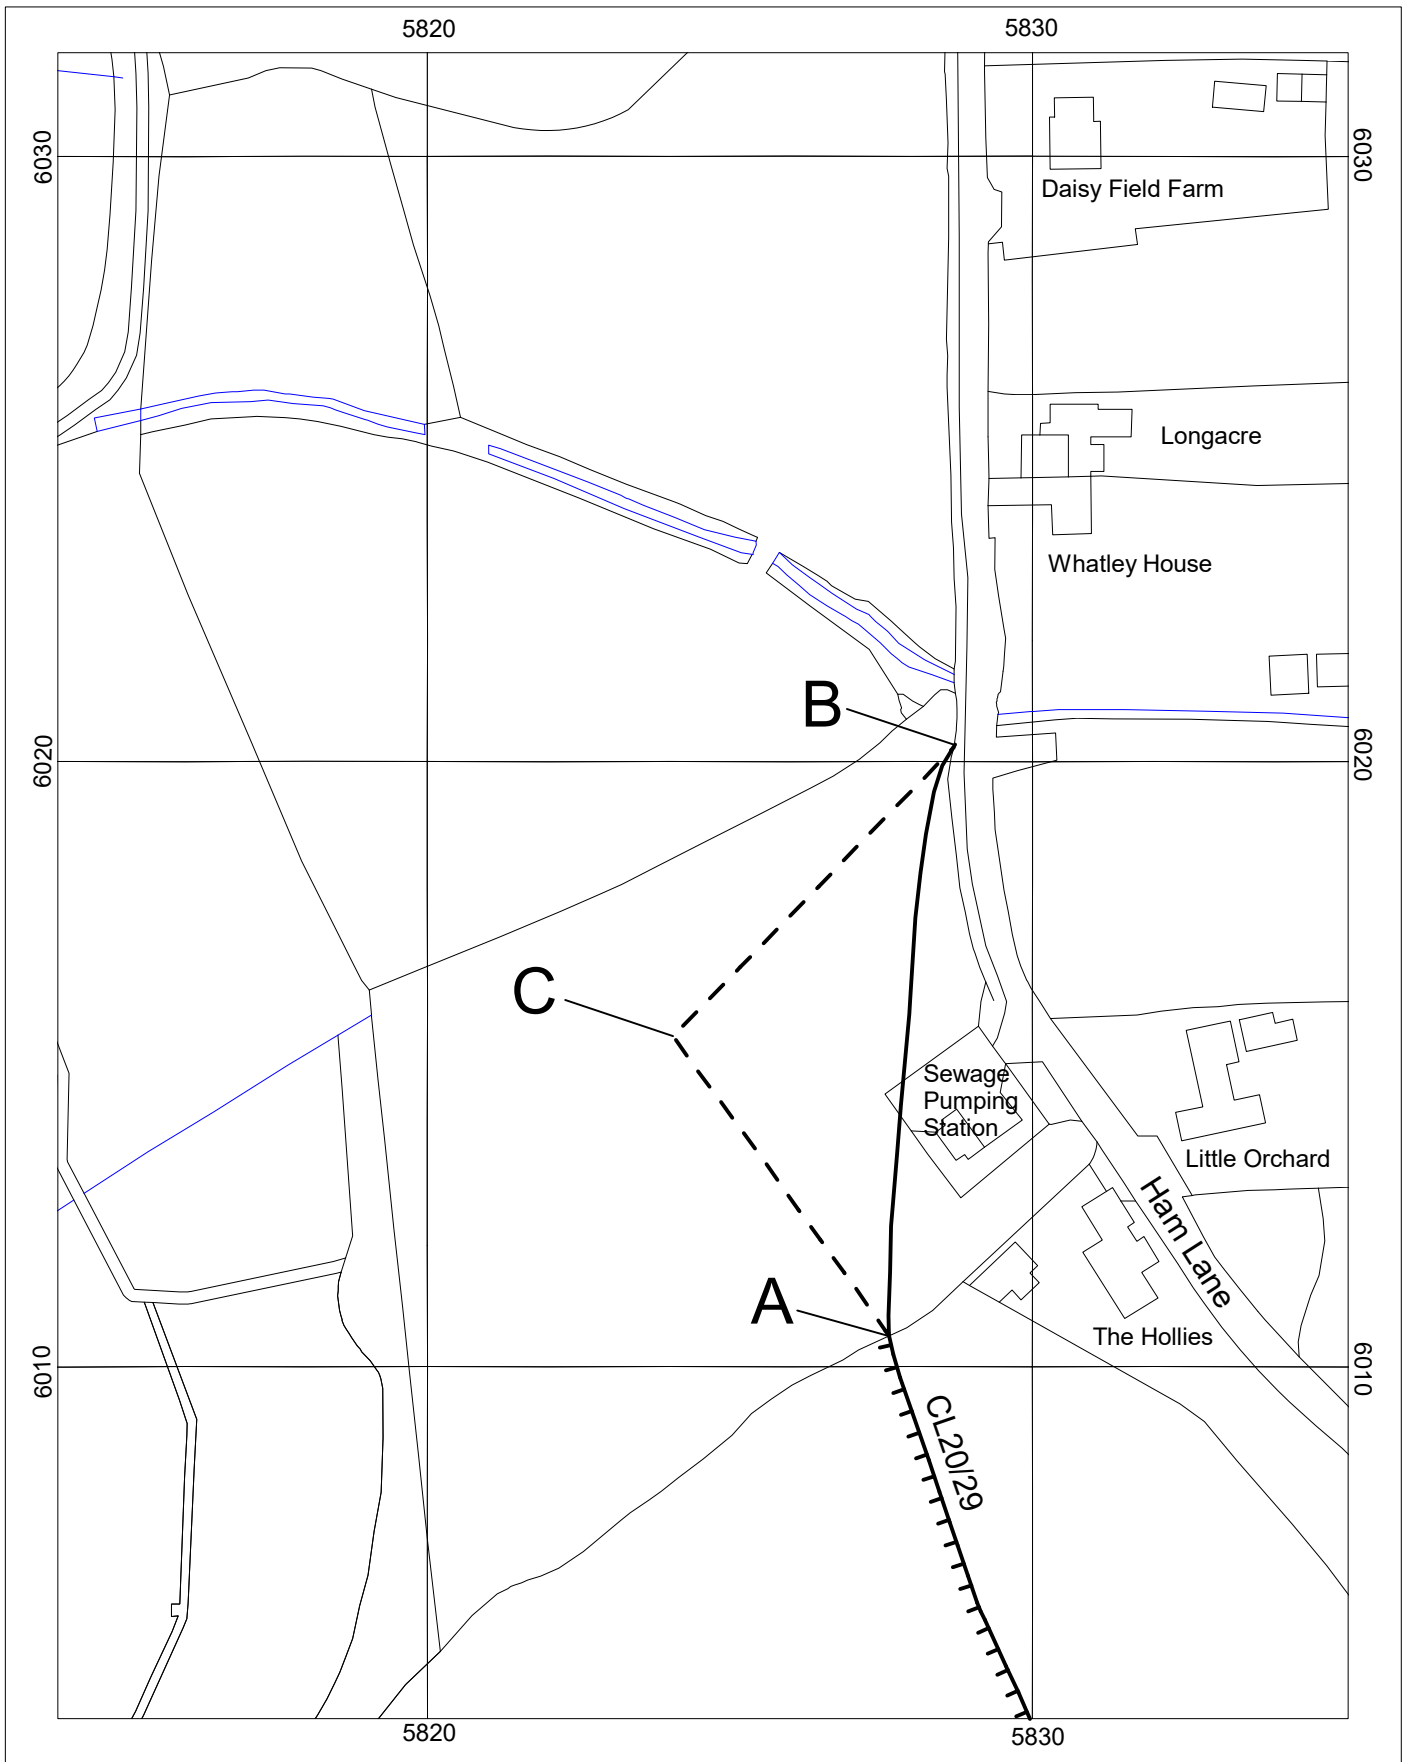 5820
5830
6030
6030
Daisy Field Farm
Longacre
Whatley House
B
6020
6020
C
Sewage
Pumping
Station
Little Orchard
Ham Lane
A
The Hollies
6010
6010
CL20/29
5820
5830